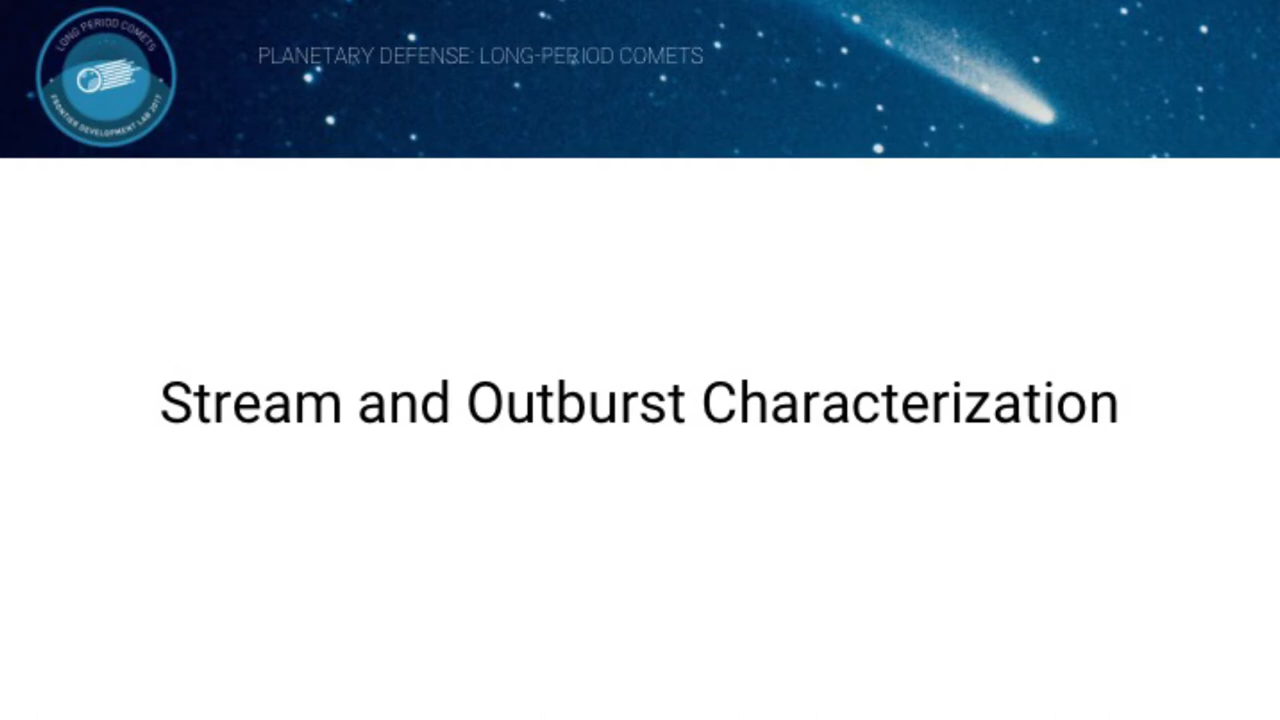 LONG PERIOD COMETS
FRONTIER DEVELOPMENT LAB 2017
PLANETARY DEFENSE: LONG-PERIOD COMETS
Stream and Outburst Characterization